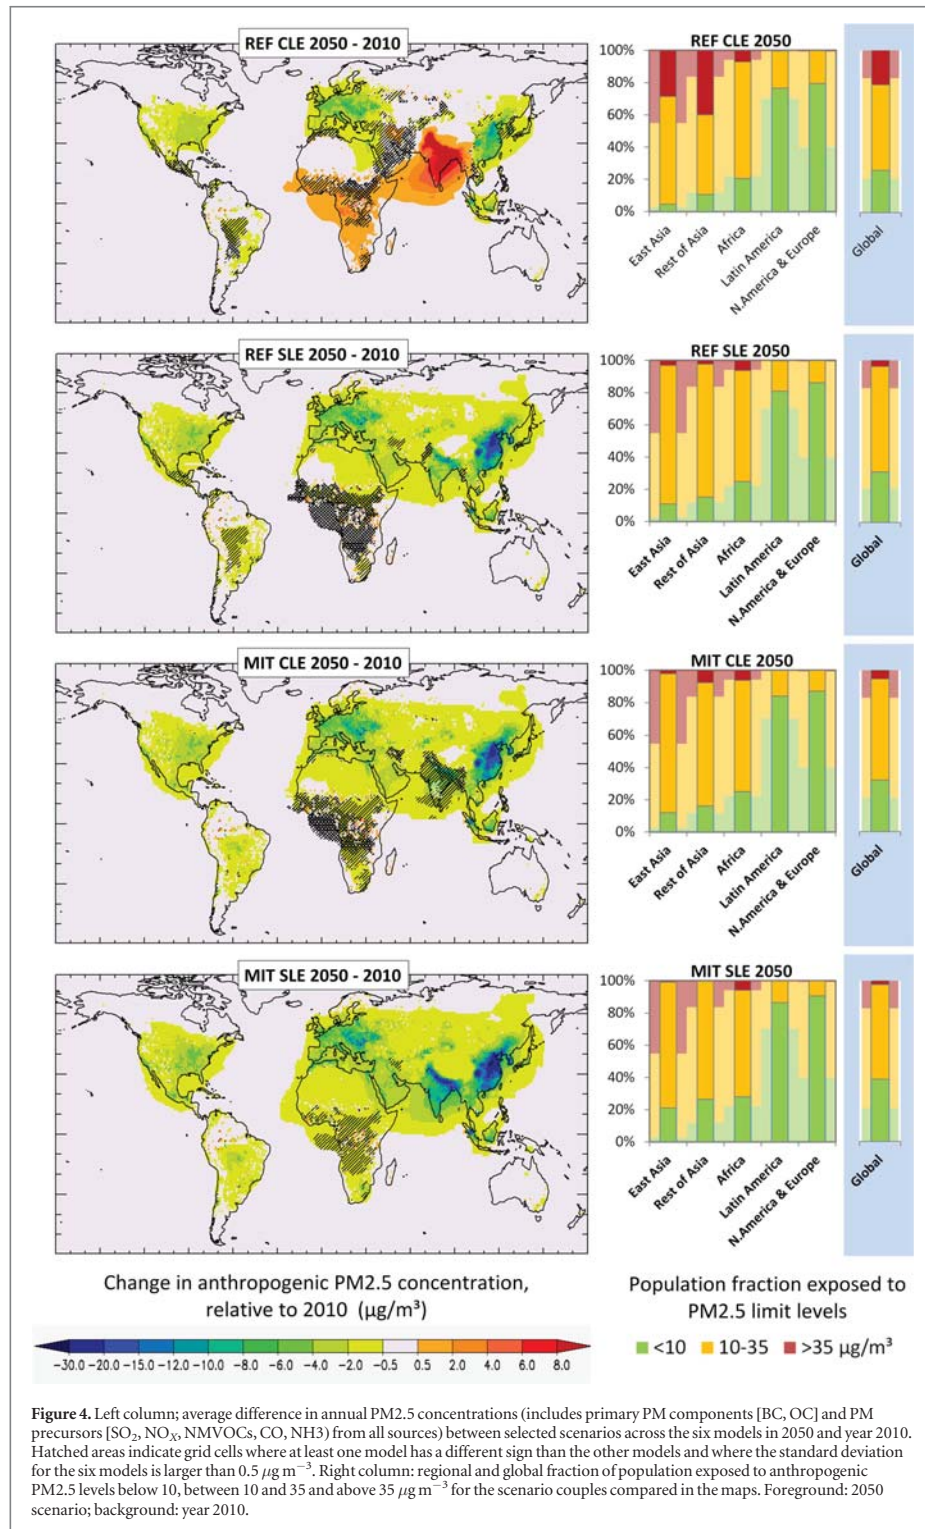 REF CLE 2050 - 2010
REF CLE 2050
100%
80%
60%
40%
20%
0%
East Asia
Rest of Asia
Africa
Latin America
N.America & Europe
Global
REF SLE 2050 - 2010
REF SLE 2050
100%
80%
60%
40%
20%
0%
East Asia
Rest of Asia
Africa
Latin America
N.America & Europe
Global
MIT CLE 2050 - 2010
MIT CLE 2050
100%
80%
60%
40%
20%
0%
East Asia
Rest of Asia
Africa
Latin America
N.America & Europe
Global
MIT SLE 2050 - 2010
MIT SLE 2050
100%
80%
60%
40%
20%
0%
East Asia
Rest of Asia
Africa
Latin America
N.America & Europe
Global
Change in anthropogenic PM2.5 concentration,
relative to 2010 (µg/m³)
−30.0 −20.0 −15.0 −12.0 −10.0 −8.0 −6.0 −4.0 −2.0 −0.5 0.5 2.0 4.0 6.0 8.0
Population fraction exposed to
PM2.5 limit levels
<10 10-35 >35 µg/m³
Figure 4. Left column; average difference in annual PM2.5 concentrations (includes primary PM components [BC, OC] and PM
precursors [SO₂, NOX, NMVOCs, CO, NH3) from all sources) between selected scenarios across the six models in 2050 and year 2010.
Hatched areas indicate grid cells where at least one model has a different sign than the other models and where the standard deviation
for the six models is larger than 0.5 µg m⁻³. Right column: regional and global fraction of population exposed to anthropogenic
PM2.5 levels below 10, between 10 and 35 and above 35 µg m⁻³ for the scenario couples compared in the maps. Foreground: 2050
scenario; background: year 2010.